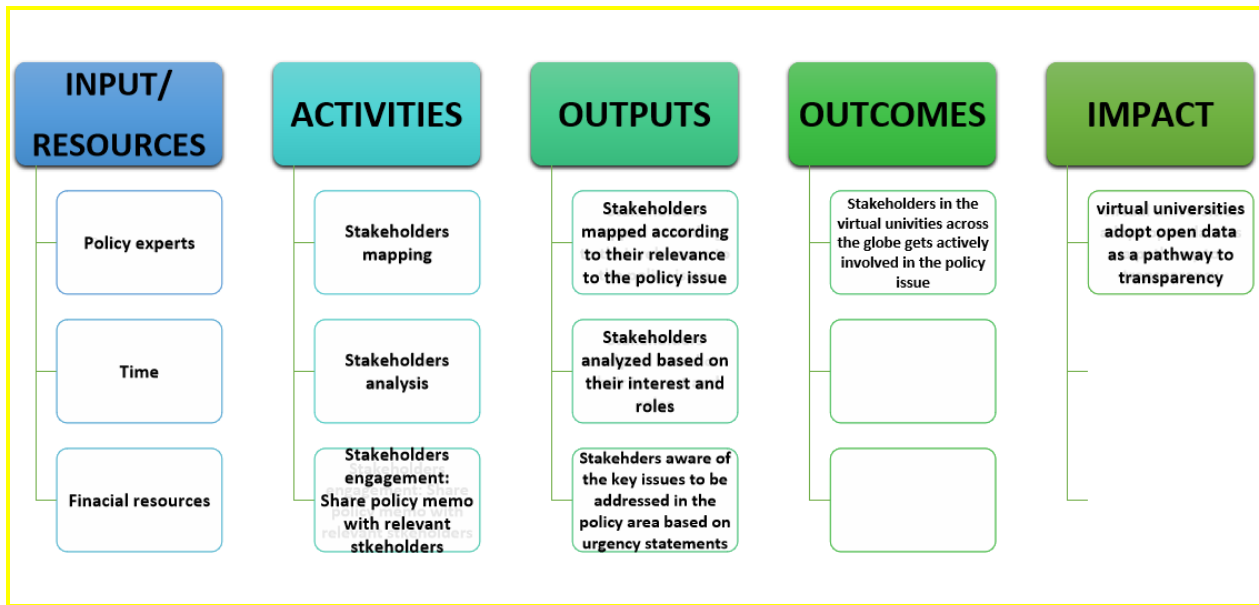 INPUT/
RESOURCES
Policy experts
Time
Finacial resources
ACTIVITIES
Stakeholders
mapping
Stakeholders
analysis
Stakeholders
engagement:
Share policy memo
with relevant
stkeholders
OUTPUTS
Stakeholders
mapped according
to their relevance
to the policy issue
Stakeholders
analyzed based on
their interest and
roles
Stakehders aware of
the key issues to be
addressed in the
policy area based on
urgency statements
OUTCOMES
Stakeholders in the
virtual univities across
the globe gets actively
involved in the policy
issue
IMPACT
virtual universities
adopt open data
as a pathway to
transparency